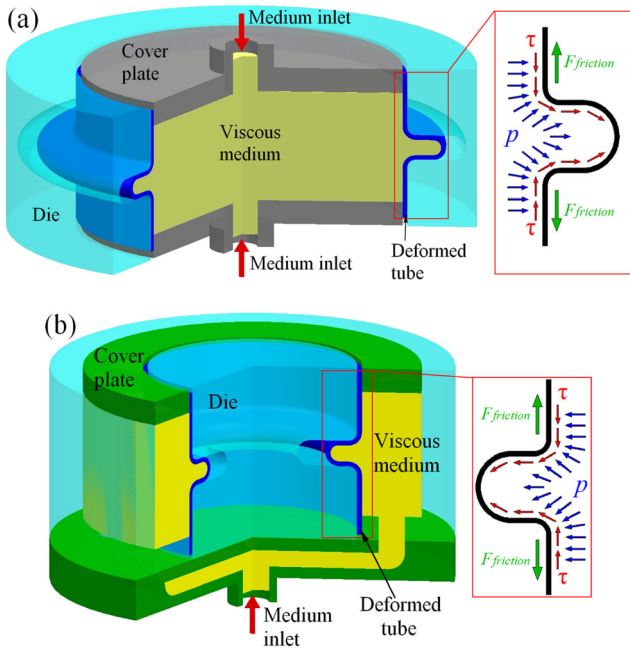 (a)
Medium inlet
Cover
plate
Viscous
medium
Die
Medium inlet
Deformed
tube
τ
Ffriction
p
τ
Ffriction
(b)
Cover
plate
Die
Viscous
medium
Medium
inlet
Deformed
tube
Ffriction
τ
p
Ffriction
τ